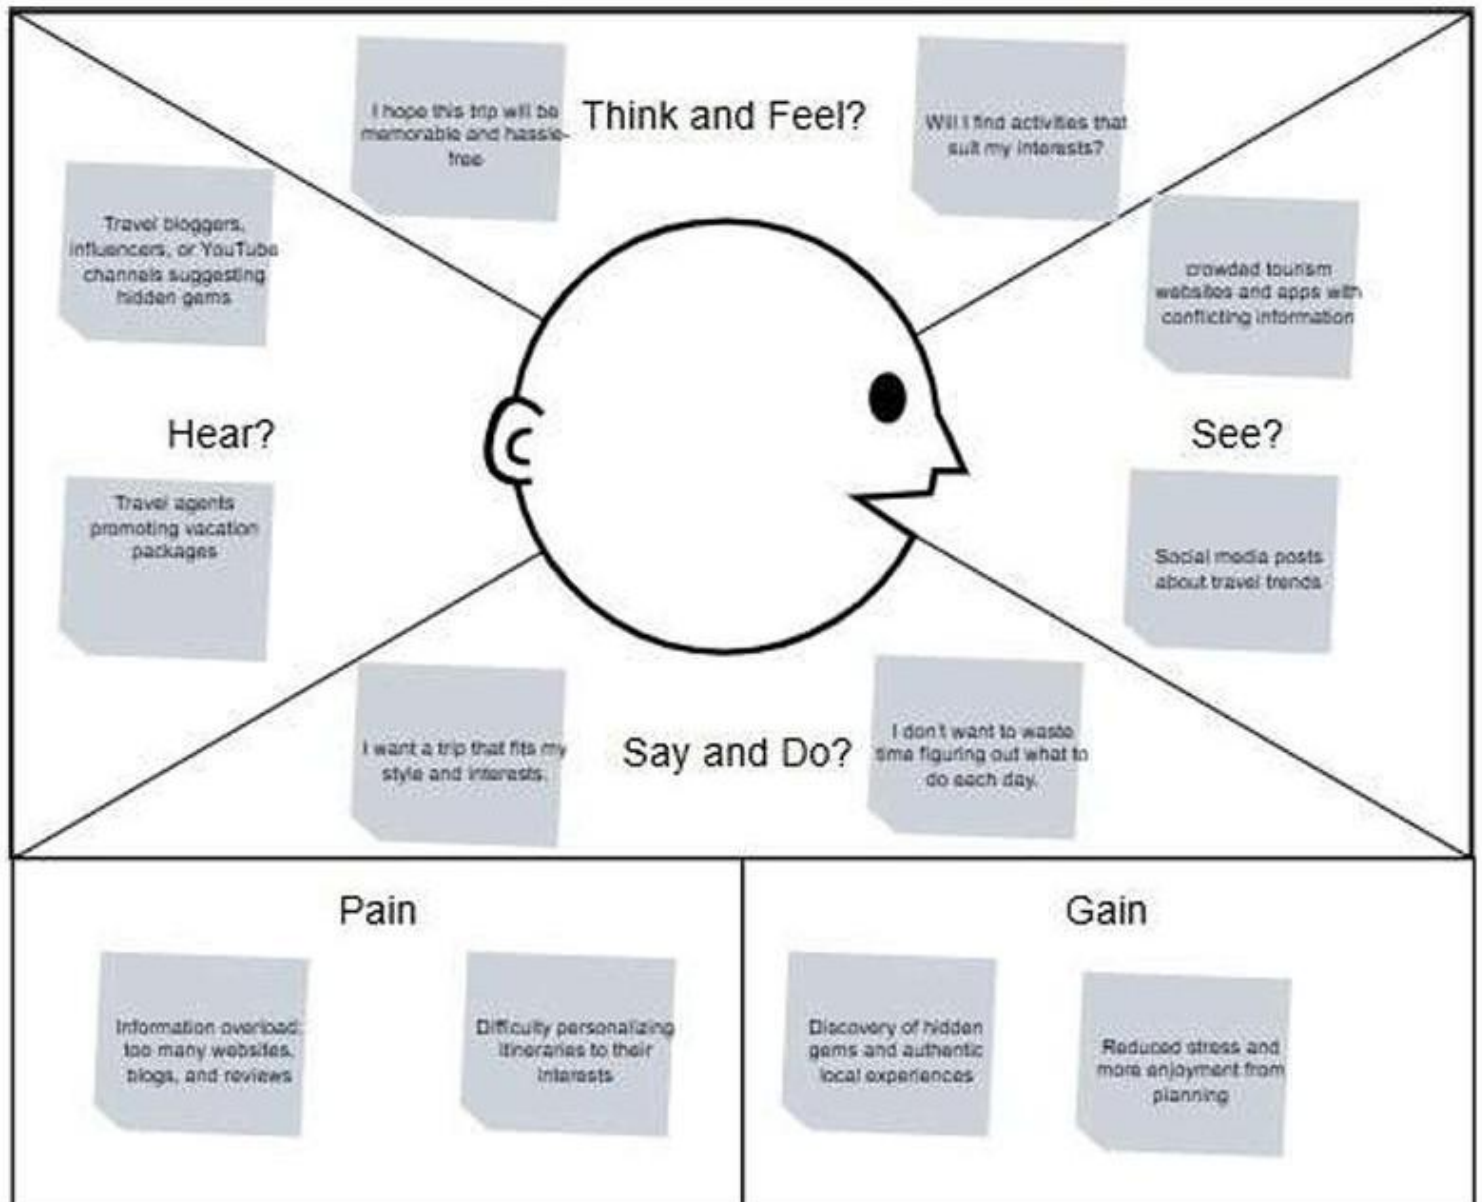 Think and Feel?
I hope this trip will be
memorable and hassle-
free
Will I find activities that
suit my interests?
Hear?
Travel bloggers,
influencers, or YouTube
channels suggesting
hidden gems
Travel agents
promoting vacation
packages
See?
crowded tourism
websites and apps with
conflicting information
Social media posts
about travel trends
Say and Do?
I want a trip that fits my
style and interests.
I don't want to waste
time figuring out what to
do each day.
Pain
Information overload:
too many websites,
blogs, and reviews
Difficulty personalizing
itineraries to their
interests
Gain
Discovery of hidden
gems and authentic
local experiences
Reduced stress and
more enjoyment from
planning